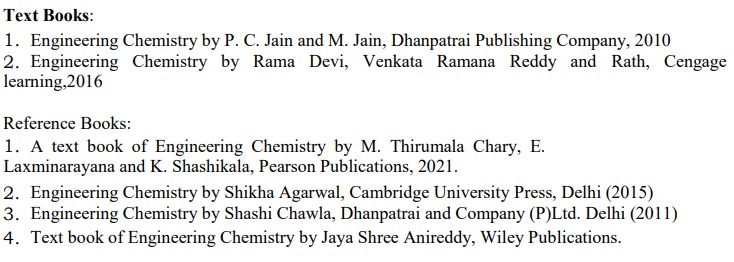 Text Books:
1. Engineering Chemistry by P. C. Jain and M. Jain, Dhanpatrai Publishing Company, 2010
2. Engineering Chemistry by Rama Devi, Venkata Ramana Reddy and Rath, Cengage
learning,2016
Reference Books:
1. A text book of Engineering Chemistry by M. Thirumala Chary, E.
Laxminarayana and K. Shashikala, Pearson Publications, 2021.
2. Engineering Chemistry by Shikha Agarwal, Cambridge University Press, Delhi (2015)
3. Engineering Chemistry by Shashi Chawla, Dhanpatrai and Company (P)Ltd. Delhi (2011)
4. Text book of Engineering Chemistry by Jaya Shree Anireddy, Wiley Publications.